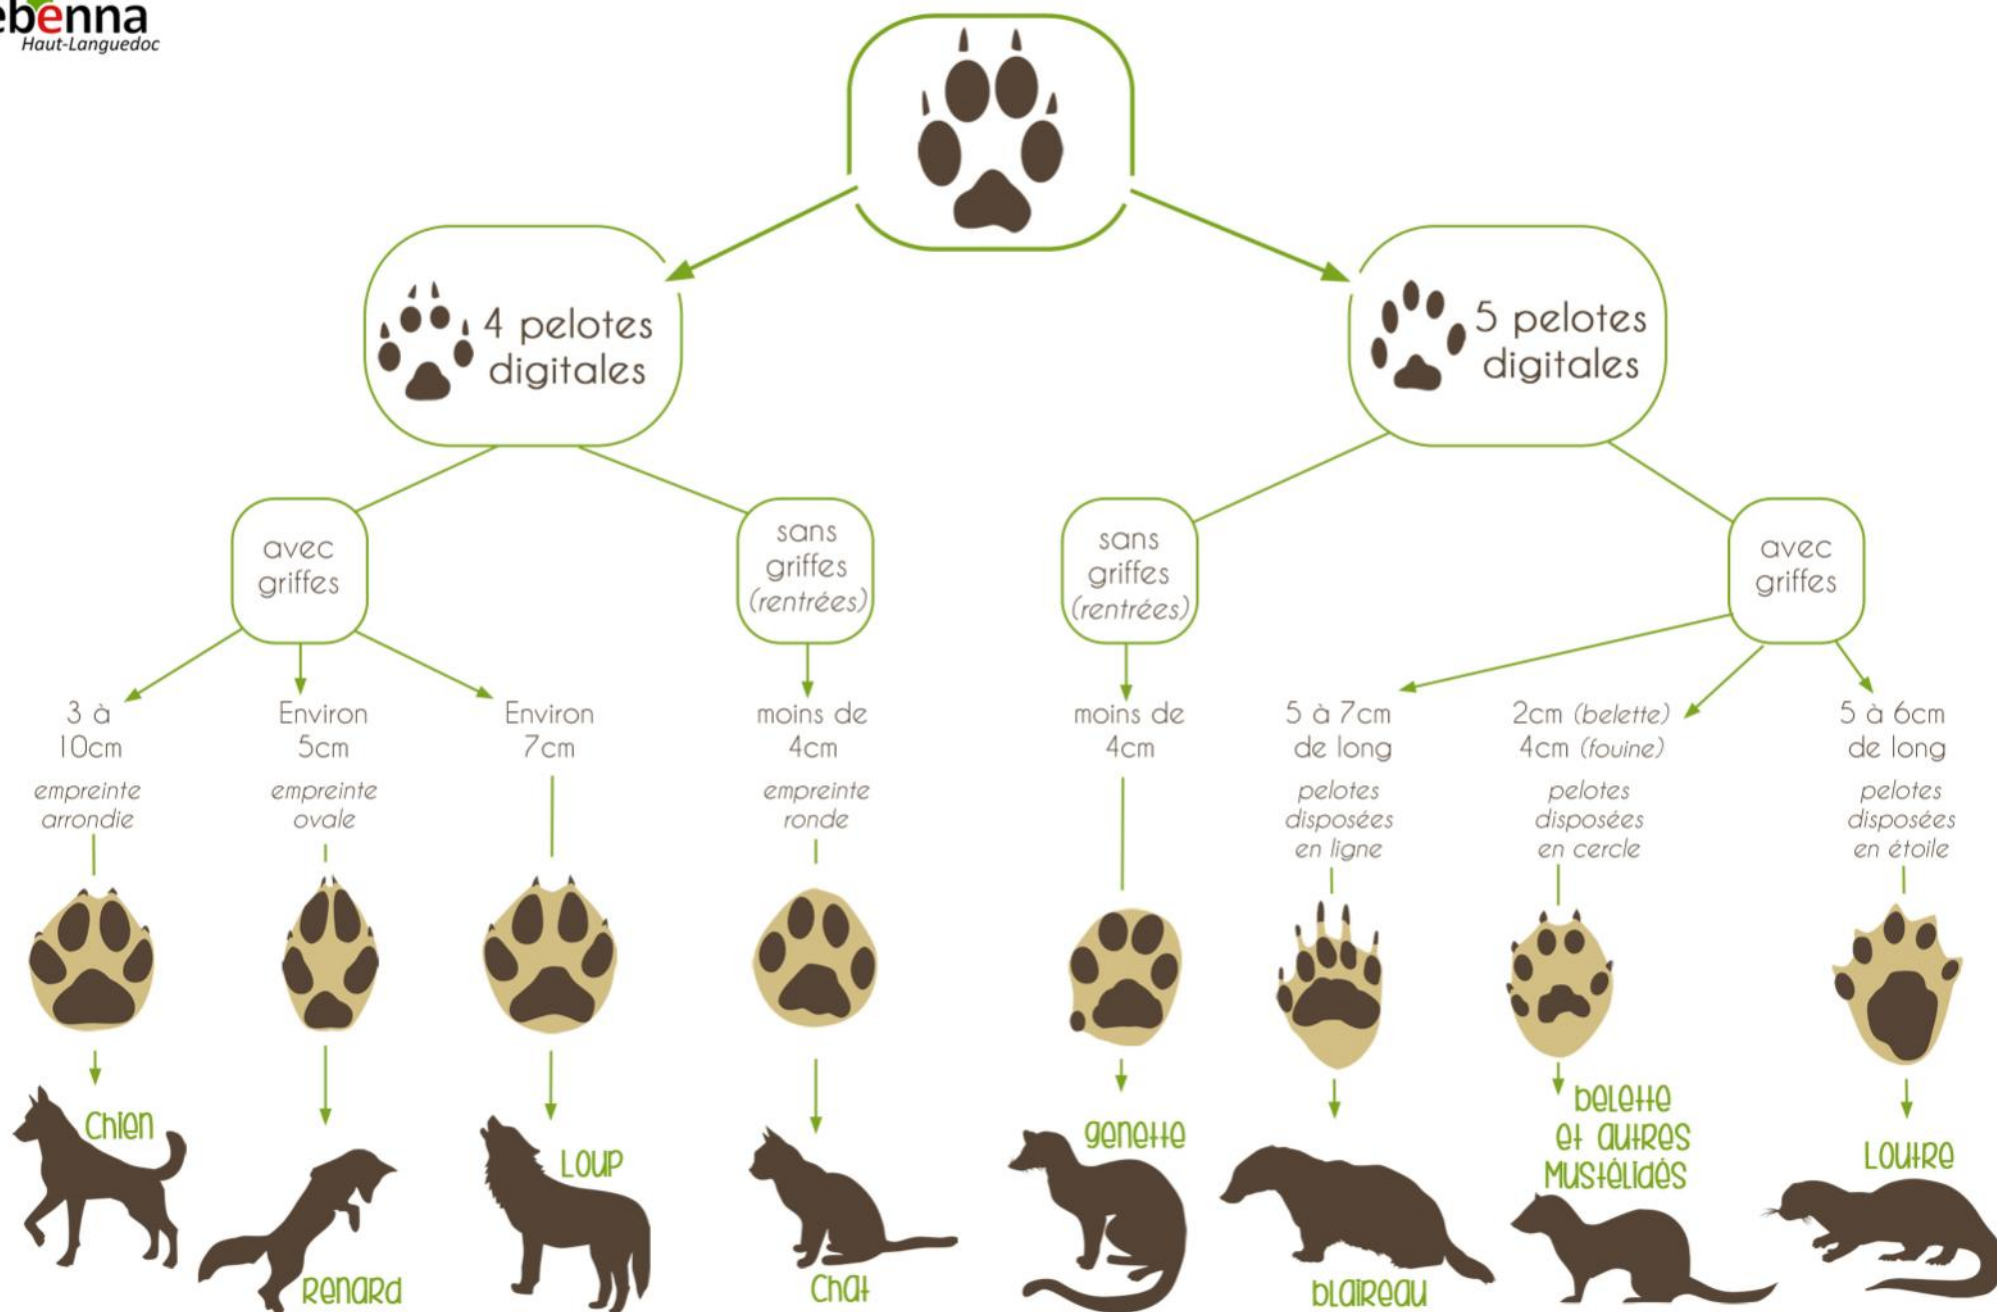 ebenna
Haut-Languedoc
4 pelotes
digitales
5 pelotes
digitales
avec
griffes
sans
griffes
(rentrées)
sans
griffes
(rentrées)
avec
griffes
3 à
10cm
empreinte
arrondie
Environ
5cm
empreinte
ovale
Environ
7cm
moins de
4cm
empreinte
ronde
moins de
4cm
5 à 7cm
de long
pelotes
disposées
en ligne
2cm (belette)
4cm (fouine)
pelotes
disposées
en cercle
5 à 6cm
de long
pelotes
disposées
en étoile
Chien
Renard
Loup
Chat
genette
blaireau
belette
et autres
Mustélidés
Loutre